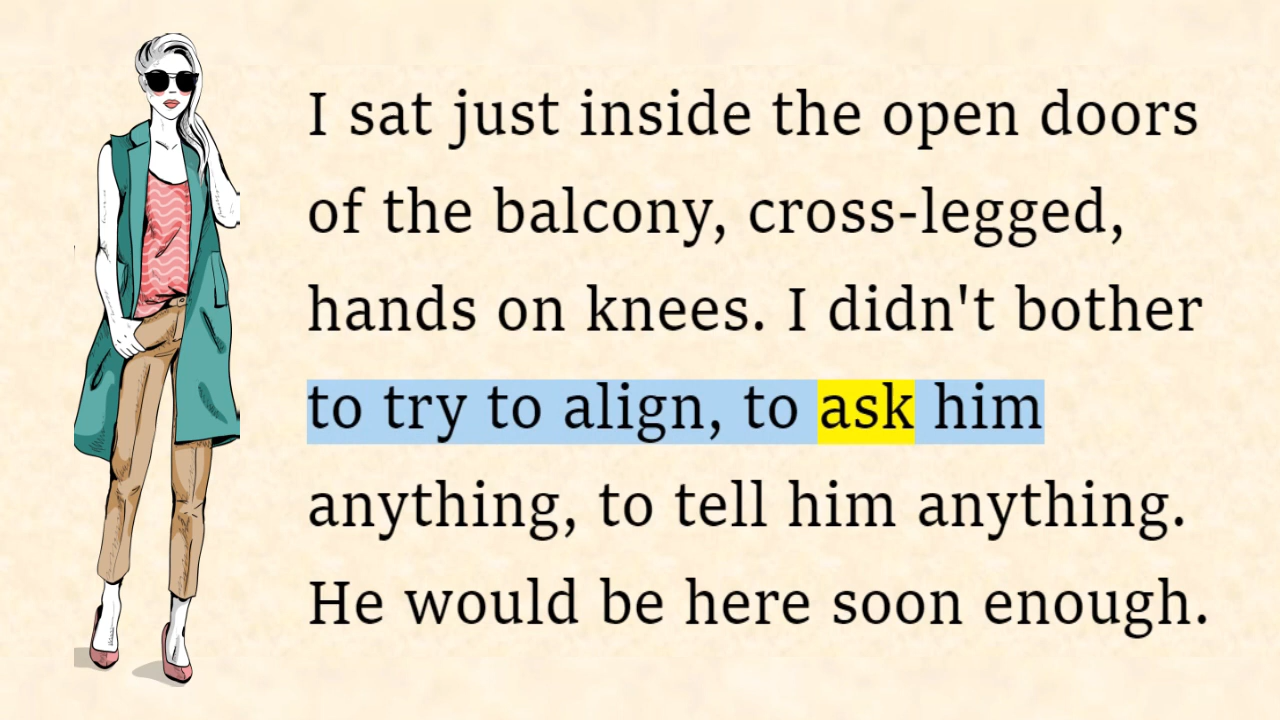 I sat just inside the open doors
of the balcony, cross-legged,
hands on knees. I didn't bother
to try to align, to ask him
anything, to tell him anything.
He would be here soon enough.